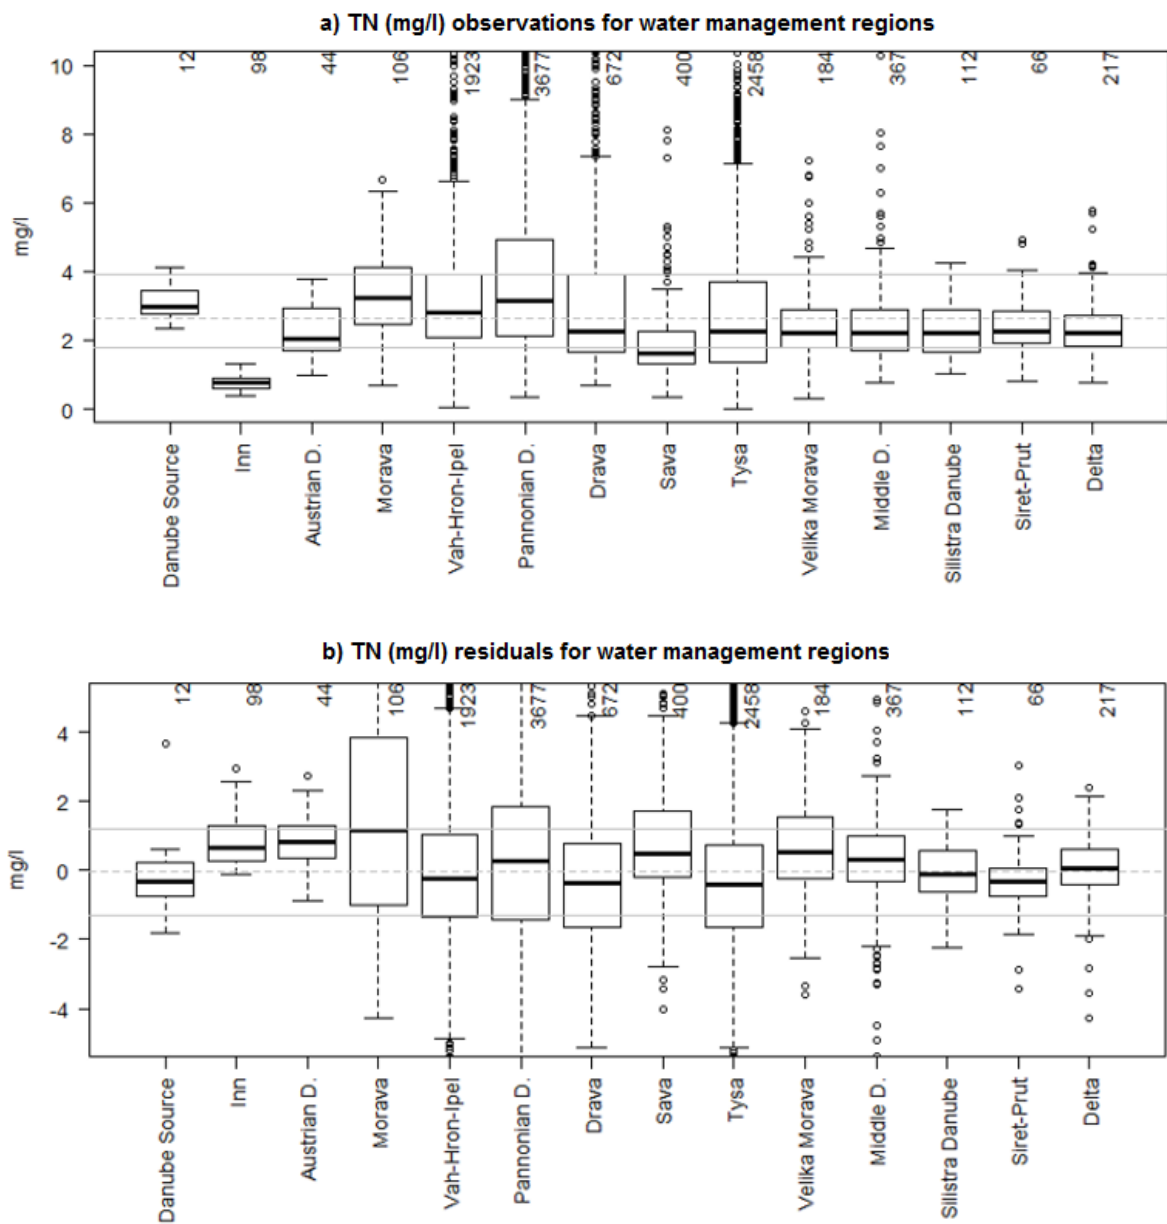 a) TN (mg/l) observations for water management regions
12 98 44 106 1923 3677 672 400 2458 184 367 112 66 217
10
8
6
4
2
0
mg/l
Danube Source
Inn
Austrian D.
Morava
Vah-Hron-Ipel
Pannonian D.
Drava
Sava
Tysa
Velika Morava
Middle D.
Silistra Danube
Siret-Prut
Delta
b) TN (mg/l) residuals for water management regions
12 98 44 106 1923 3677 672 400 2458 184 367 112 66 217
4
2
0
-2
-4
mg/l
Danube Source
Inn
Austrian D.
Morava
Vah-Hron-Ipel
Pannonian D.
Drava
Sava
Tysa
Velika Morava
Middle D.
Silistra Danube
Siret-Prut
Delta